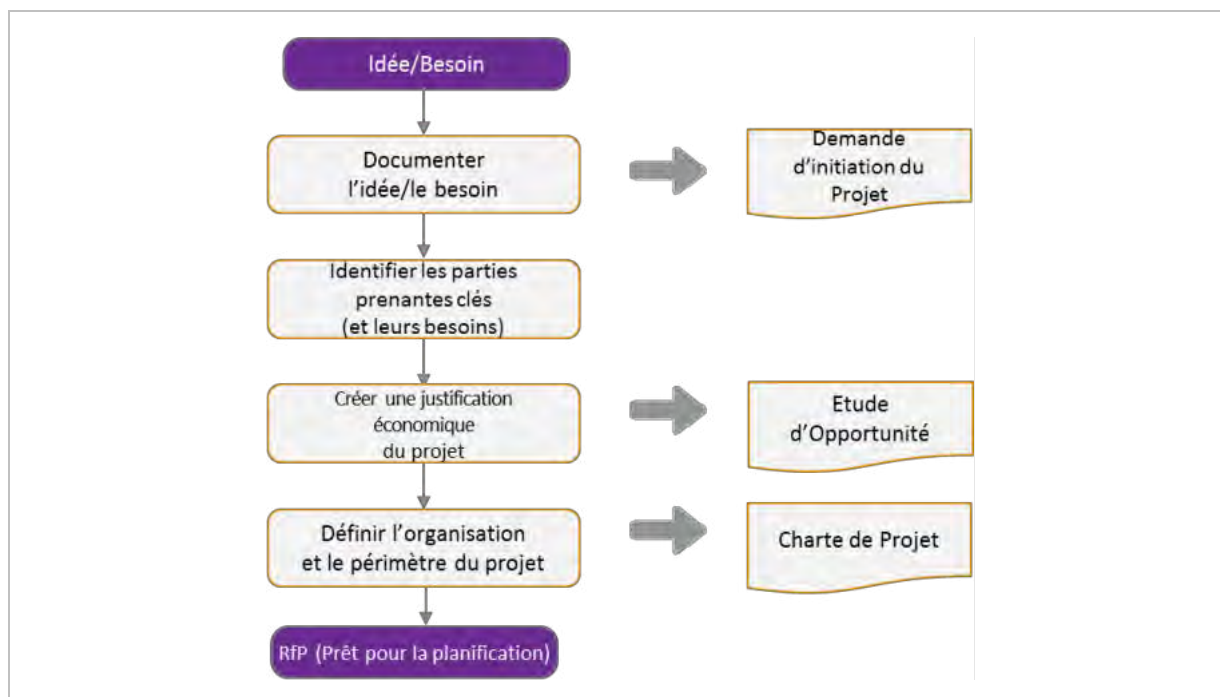 Idée/Besoin
Documenter
l'idée/le besoin
Demande
d'initiation du
Projet
Identifier les parties
prenantes clés
(et leurs besoins)
Créer une justification
économique
du projet
Etude
d'Opportunité
Définir l'organisation
et le périmètre du projet
Charte de Projet
RfP (Prêt pour la planification)